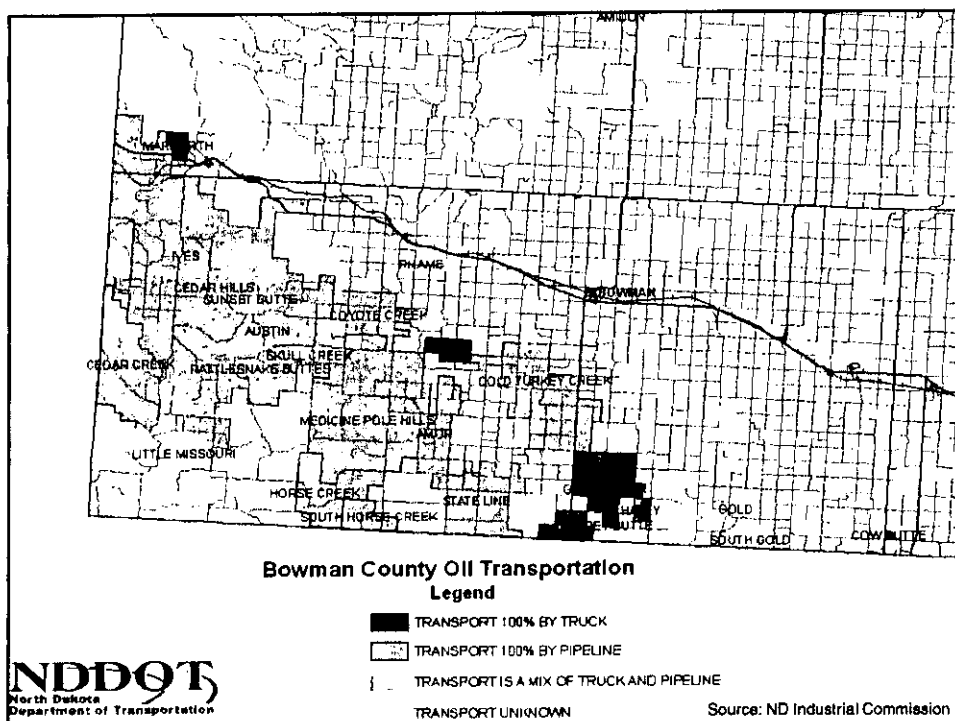 AMIDON
MARMARTH
IVES
RHAME
CEDAR HILLS
SUNSET BUTTE
BOWMAN
COYOTE CREEK
AUSTIN
SKULL CREEK
CEDAR CREEK
RATTLESNAKE BUTTES
COLD TURKEY CREEK
MEDICINE POLE HILLS
AMOR
LITTLE MISSOURI
HORSE CREEK
STATE LINE
SOUTH HORSE CREEK
GOLD
SOUTH GOLD
COW BUTTE
Bowman County Oil Transportation
Legend
TRANSPORT 100% BY TRUCK
TRANSPORT 100% BY PIPELINE
TRANSPORT IS A MIX OF TRUCK AND PIPELINE
TRANSPORT UNKNOWN
NDDOT
North Dakota
Department of Transportation
Source: ND Industrial Commission